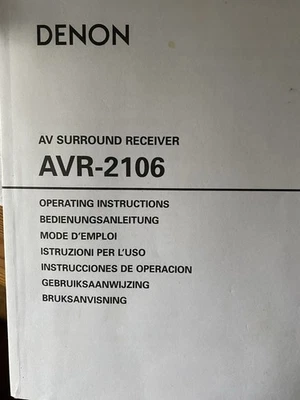 DENON
AV SURROUND RECEIVER
AVR-2106
OPERATING INSTRUCTIONS
BEDIENUNGSANLEITUNG
MODE D'EMPLOI
ISTRUZIONI PER L'USO
INSTRUCCIONES DE OPERACION
GEBRUIKSAANWIJZING
BRUKSANVISNING